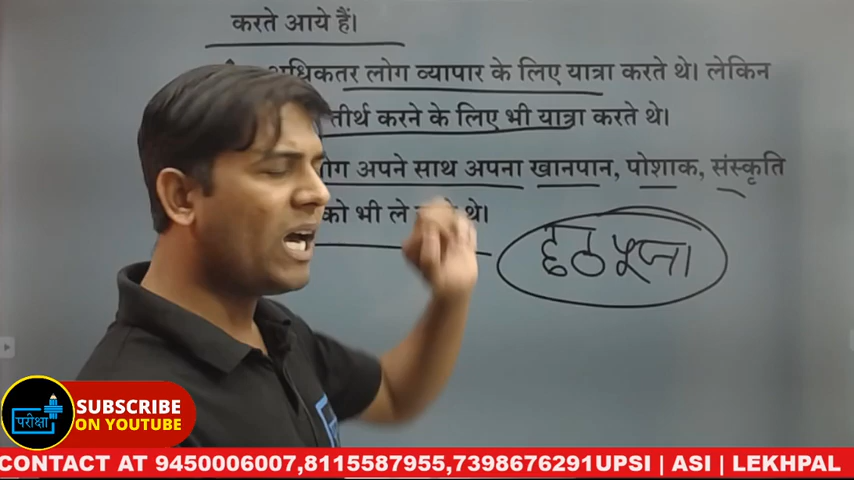 करते आये हैं।
अधिकतर लोग व्यापार के लिए यात्रा करते थे। लेकिन
तीर्थ करने के लिए भी यात्रा करते थे।
अपने साथ अपना खानपान, पोशाक, संस्कृति
को भी ले थे।
छठ पूजा
परीक्षा
SUBSCRIBE
ON YOUTUBE
CONTACT AT 9450006007,8115587955,7398676291UPSI | ASI | LEKHPAL